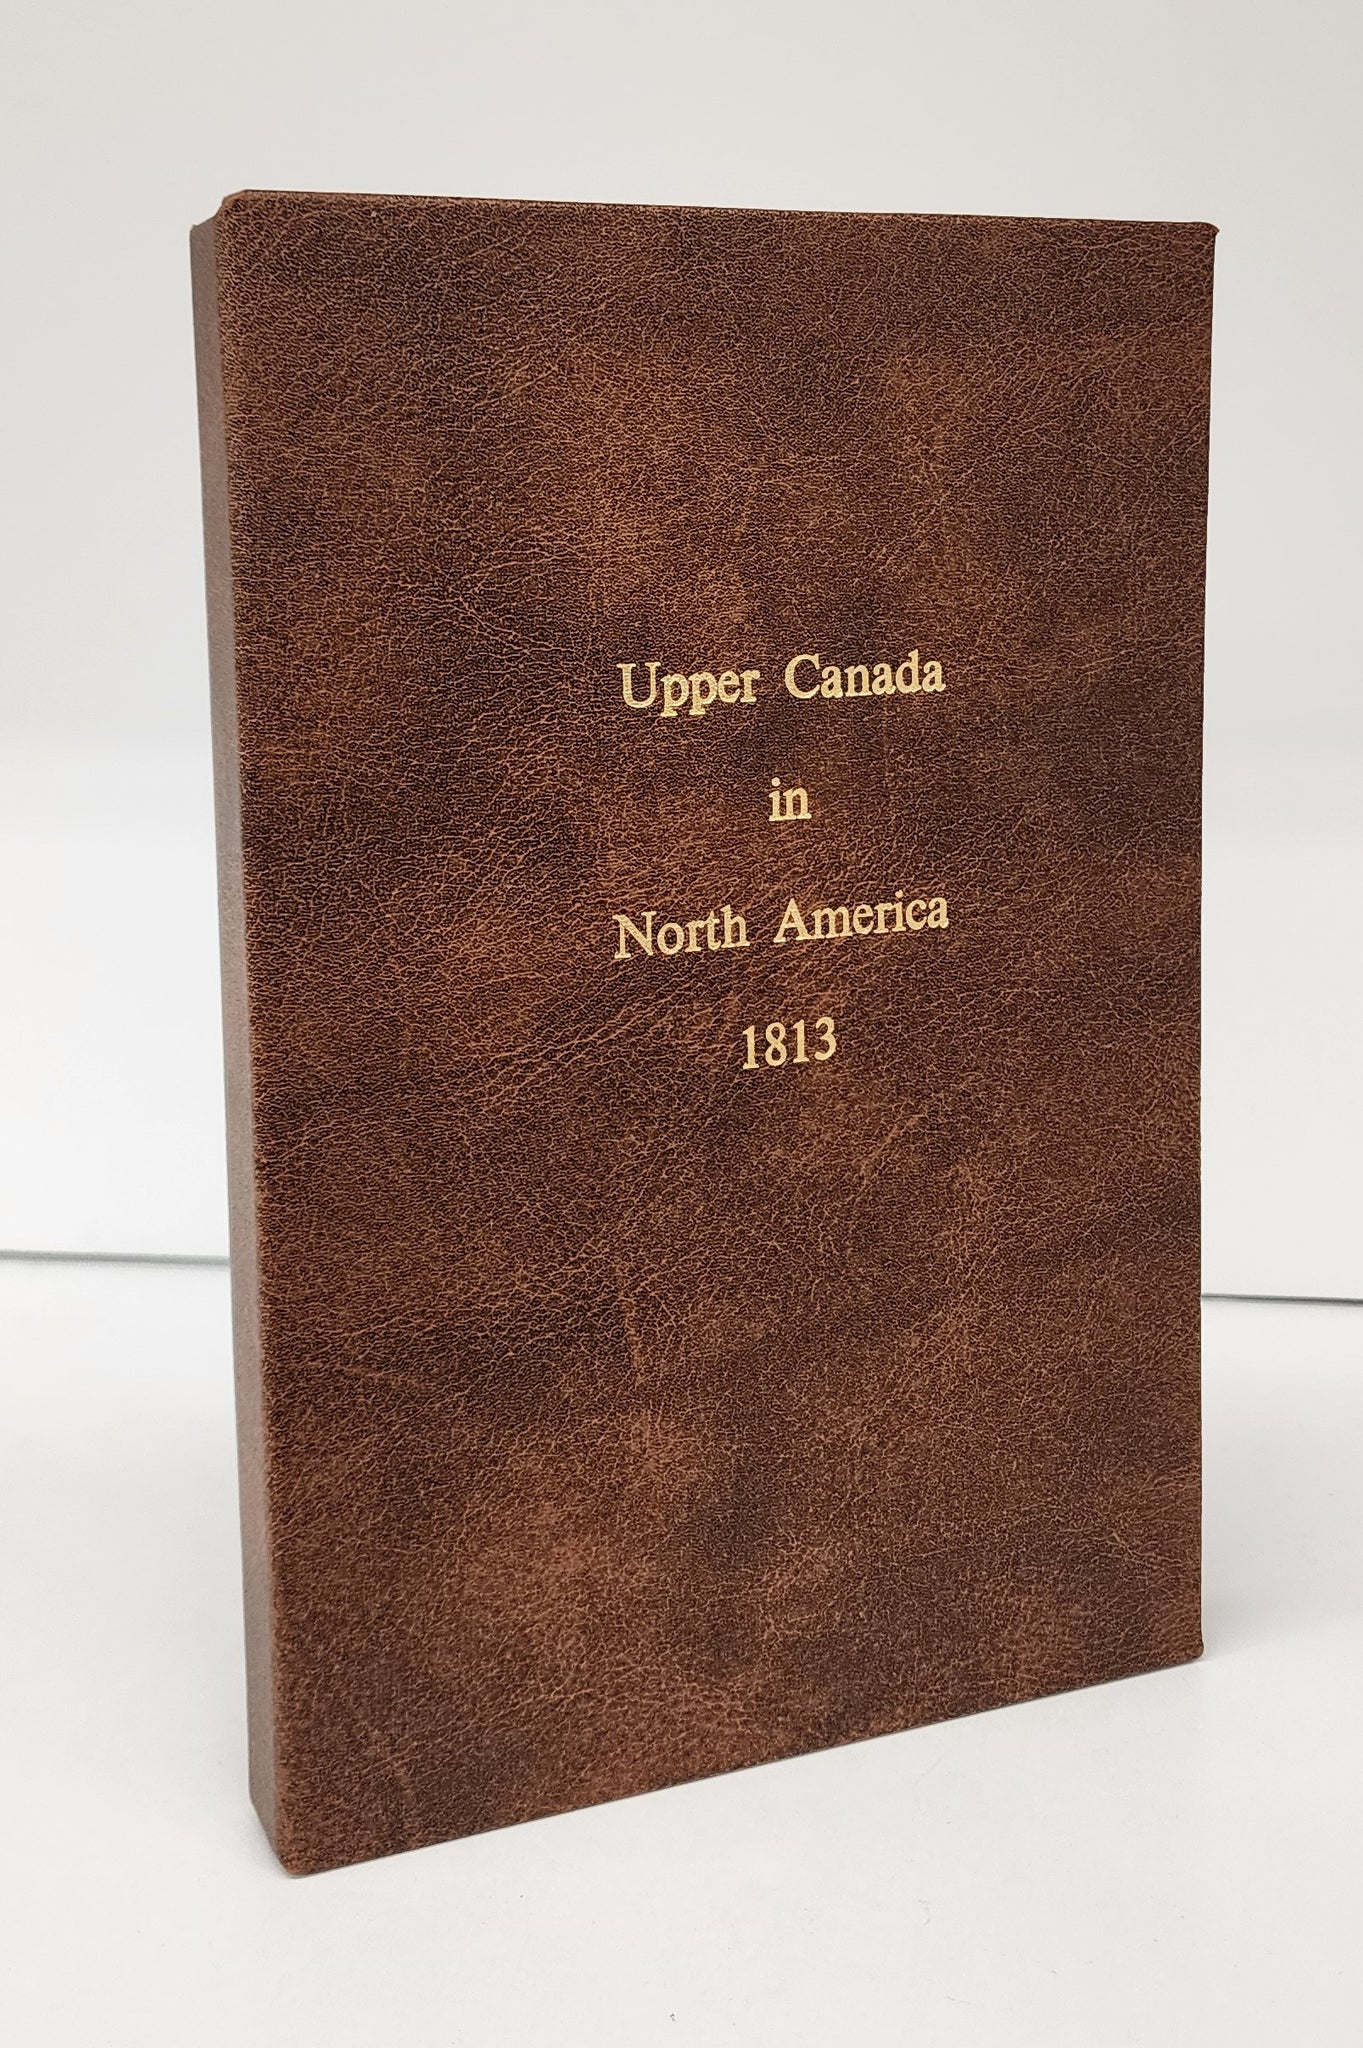 Upper Canada
in
North America
1813